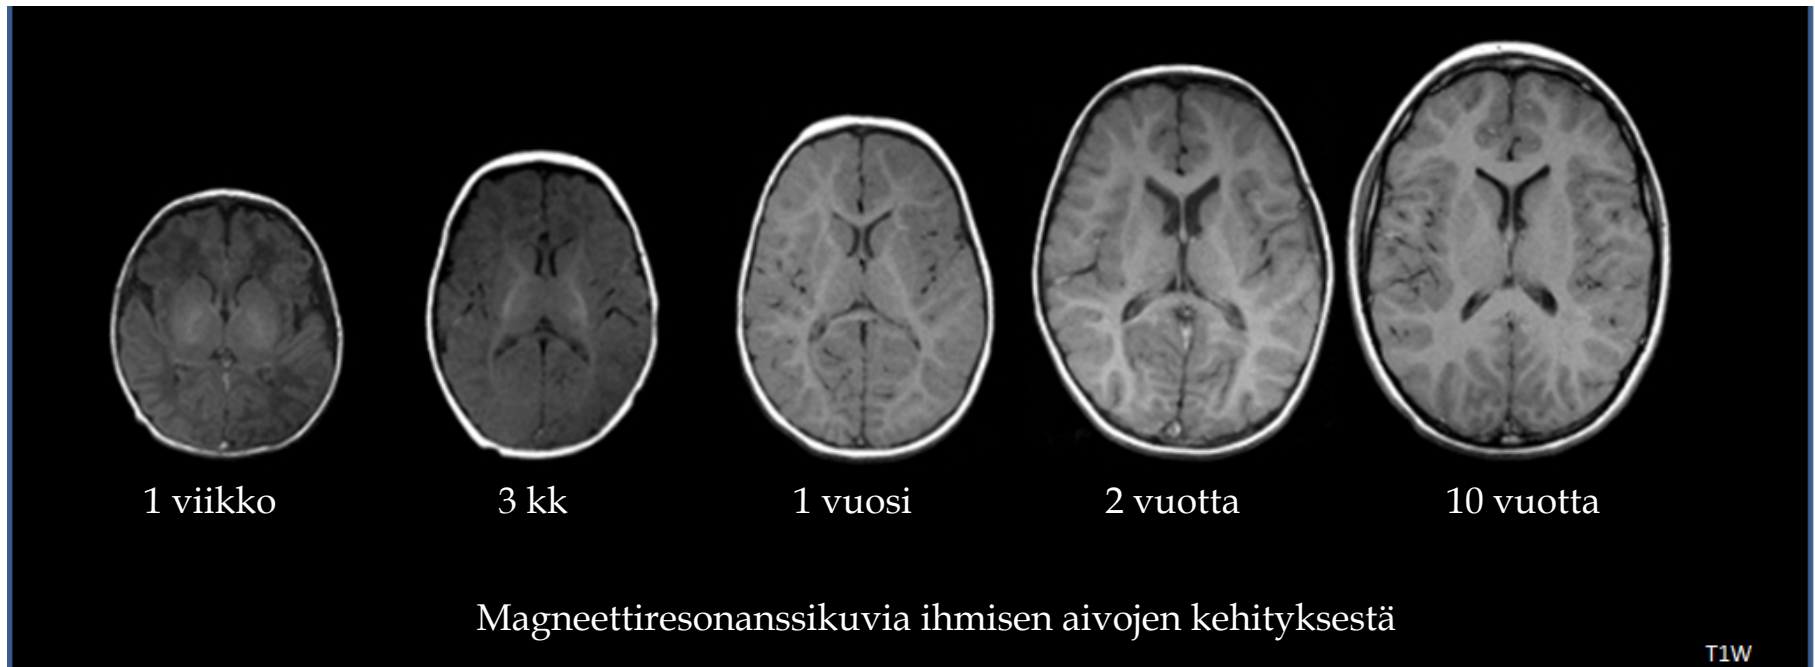 1 viikko
3 kk
1 vuosi
2 vuotta
10 vuotta
Magneettiresonanssikuvia ihmisen aivojen kehityksestä
T1W